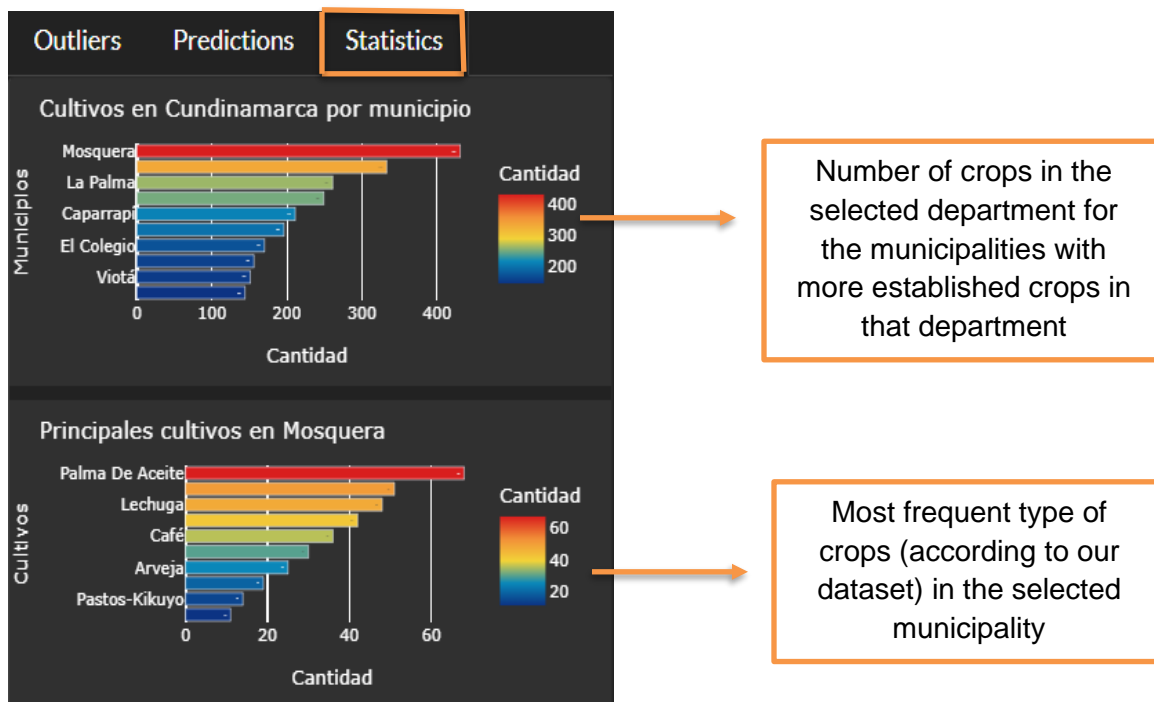 Outliers Predictions Statistics
Cultivos en Cundinamarca por municipio
Municipios
Mosquera
La Palma
Caparrapí
El Colegio
Viotá
0 100 200 300 400
Cantidad
Cantidad
400
300
200
Number of crops in the
selected department for
the municipalities with
more established crops in
that department
Principales cultivos en Mosquera
Cultivos
Palma De Aceite
Lechuga
Café
Arveja
Pastos-Kikuyo
0 20 40 60
Cantidad
Cantidad
60
40
20
Most frequent type of
crops (according to our
dataset) in the selected
municipality